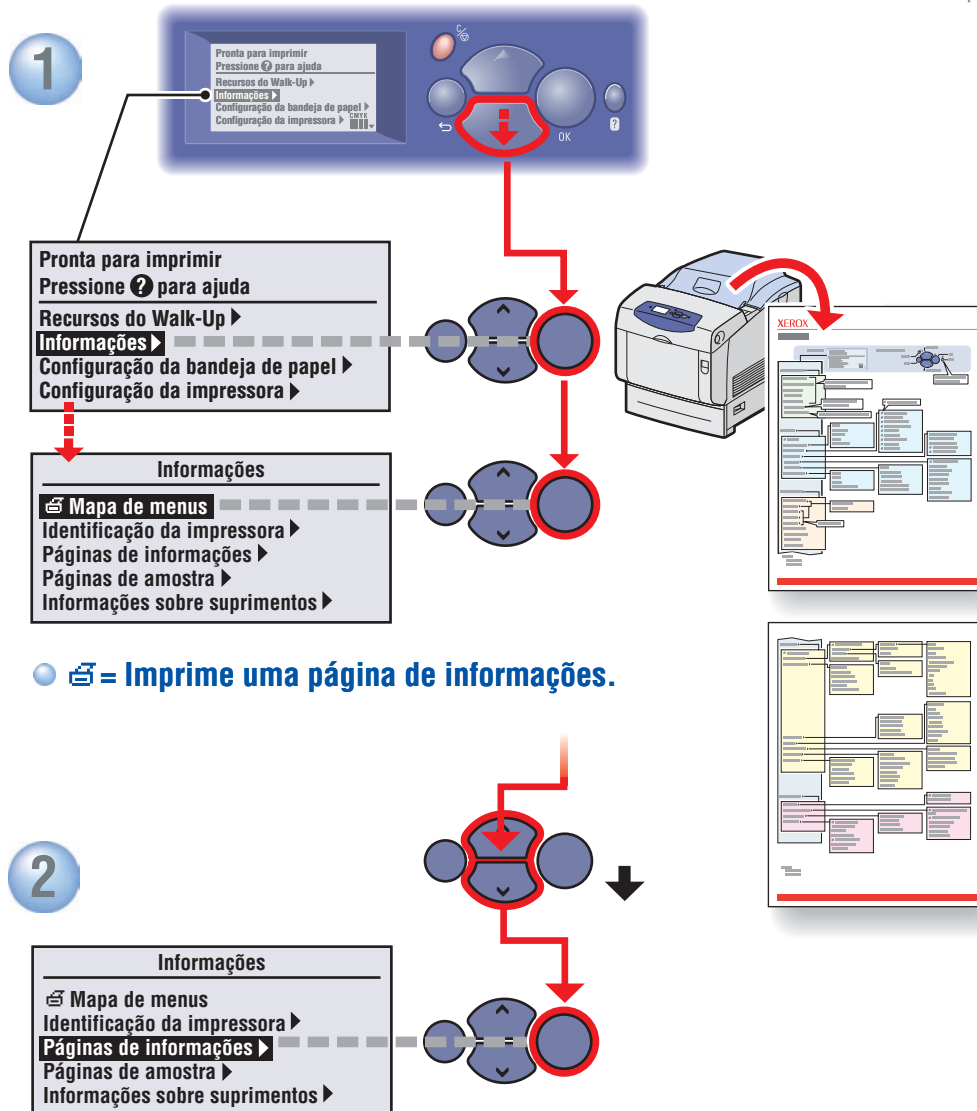 1
Pronta para imprimir
Pressione ? para ajuda
Recursos do Walk-Up
Informações
Configuração da bandeja de papel
Configuração da impressora
CMYK
C/
OK
?
Pronta para imprimir
Pressione ? para ajuda
Recursos do Walk-Up
Informações
Configuração da bandeja de papel
Configuração da impressora
XEROX
Informações
Mapa de menus
Identificação da impressora
Páginas de informações
Páginas de amostra
Informações sobre suprimentos
= Imprime uma página de informações.
2
Informações
Mapa de menus
Identificação da impressora
Páginas de informações
Páginas de amostra
Informações sobre suprimentos